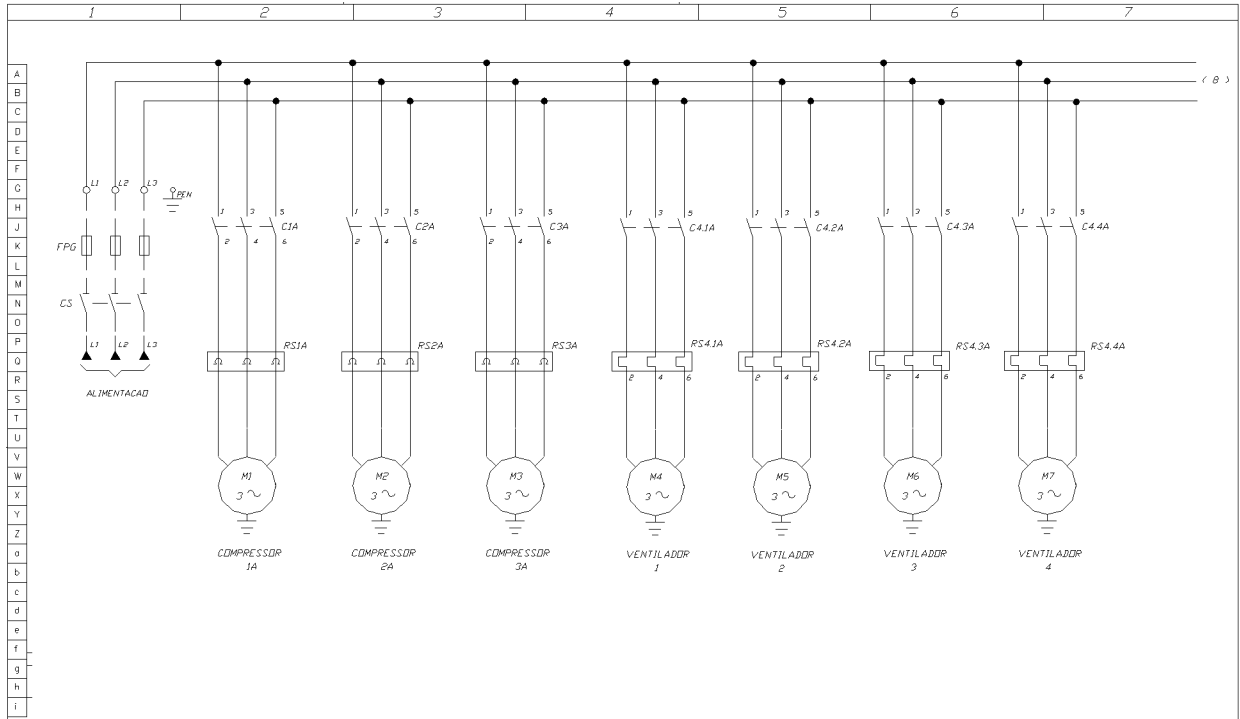 1 2 3 4 5 6 7
A
B ( B )
C
D
E
F
G L1 L2 L3 PEN
H 1 3 5 1 3 5 1 3 5 1 3 5 1 3 5 1 3 5 1 3 5
J C1A C2A C3A C4.1A C4.2A C4.3A C4.4A
K FPG 2 4 6 2 4 6 2 4 6
L
M
N CS
O
P L1 L2 L3 RS1A RS2A RS3A RS4.1A RS4.2A RS4.3A RS4.4A
Q
R 2 4 6 2 4 6 2 4 6 2 4 6
S ALIMENTACAO
T
U
V
W M1 M2 M3 M4 M5 M6 M7
X 3 ~ 3 ~ 3 ~ 3 ~ 3 ~ 3 ~ 3 ~
Y
Z
a COMPRESSOR COMPRESSOR COMPRESSOR VENTILADOR VENTILADOR VENTILADOR VENTILADOR
b 1A 2A 3A 1 2 3 4
c
d
e
f
g
h
i